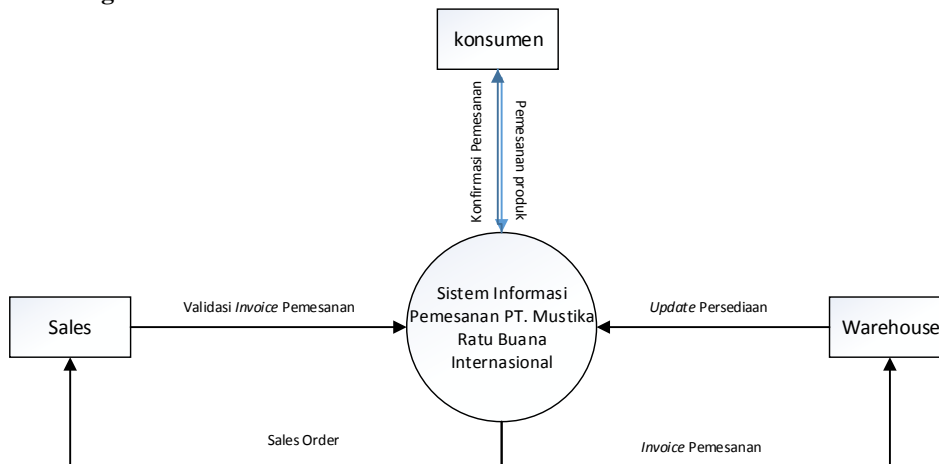 konsumen
Konfirmasi Pemesanan
Pemesanan produk
Sales
Validasi Invoice Pemesanan
Sistem Informasi
Pemesanan PT. Mustika
Ratu Buana
Internasional
Update Persediaan
Warehouse
Sales Order
Invoice Pemesanan